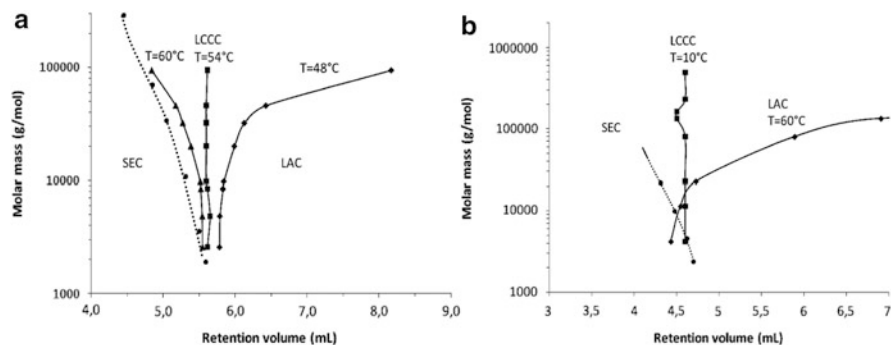 a
LCCC
T=60°C T=54°C
T=48°C
100000
10000
1000
Molar mass (g/mol)
SEC
LAC
4,0 5,0 6,0 7,0 8,0 9,0
Retention volume (mL)
b
LCCC
T=10°C
1000000
100000
10000
1000
Molar mass (g/mol)
SEC
LAC
T=60°C
3 3,5 4 4,5 5 5,5 6 6,5 7
Retention volume (mL)